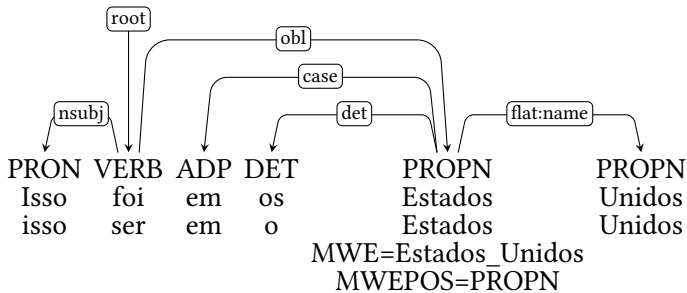 root
obl
case
nsubj det flat:name
PRON VERB ADP DET PROPN PROPN
Isso foi em os Estados Unidos
isso ser em o Estados Unidos
MWE=Estados_Unidos
MWEPOS=PROPN